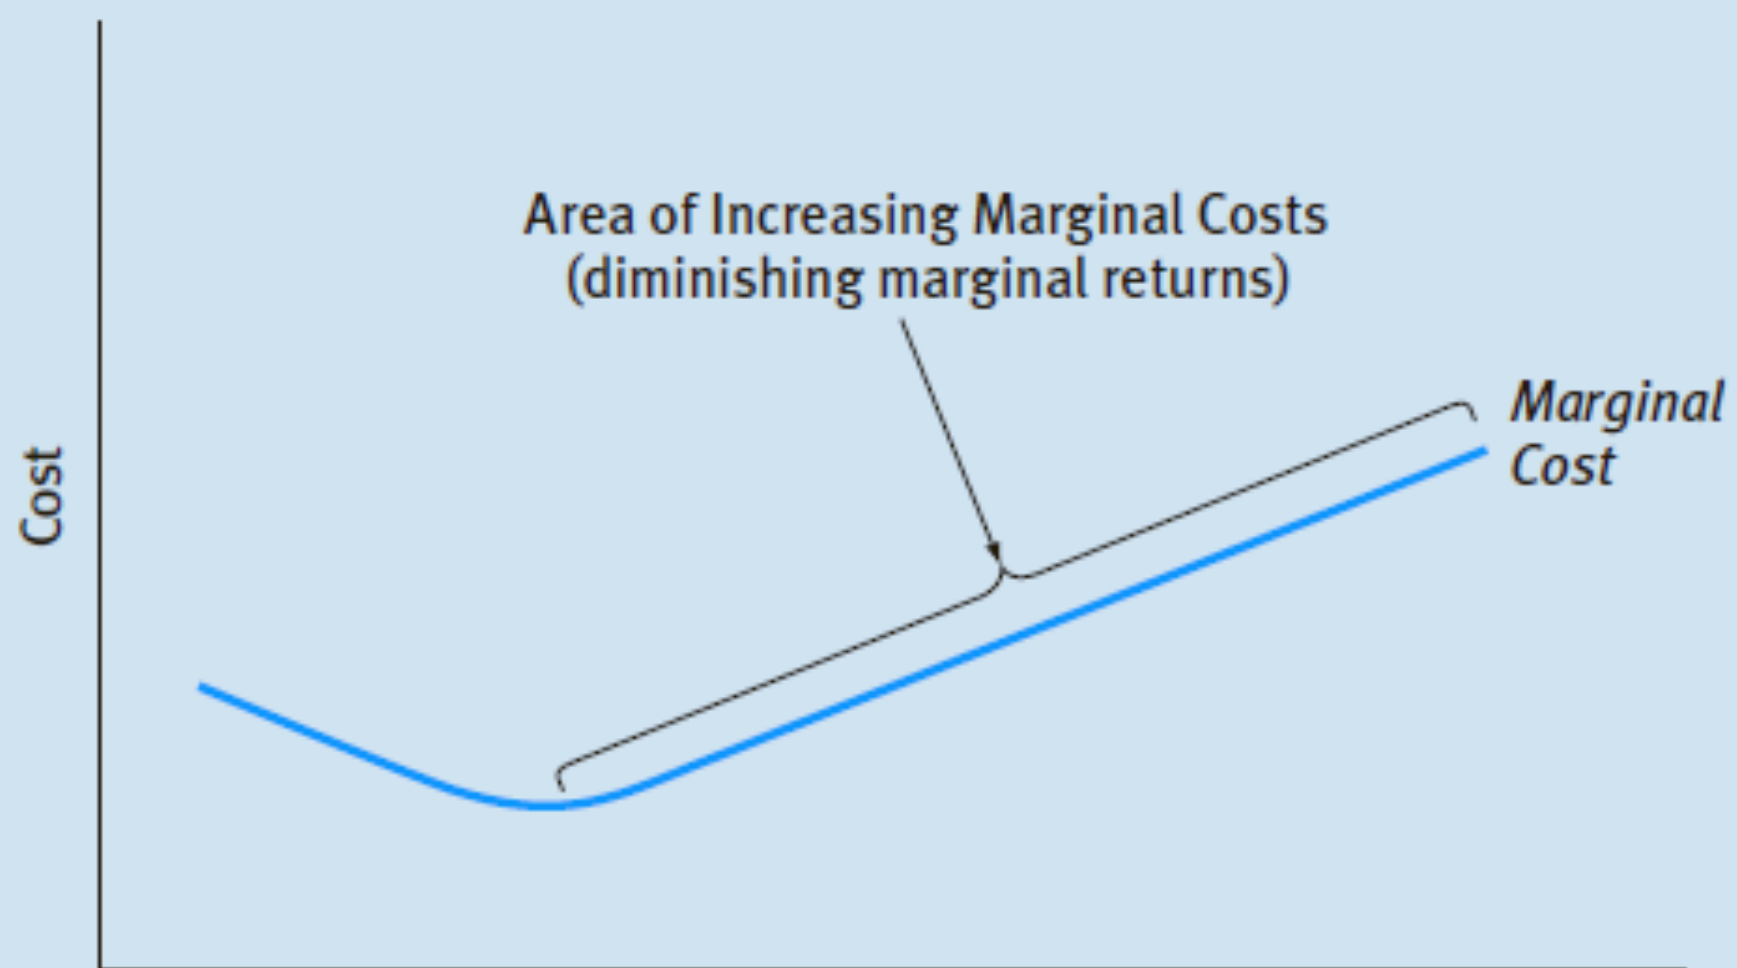 Area of Increasing Marginal Costs
(diminishing marginal returns)
Marginal
Cost
Cost